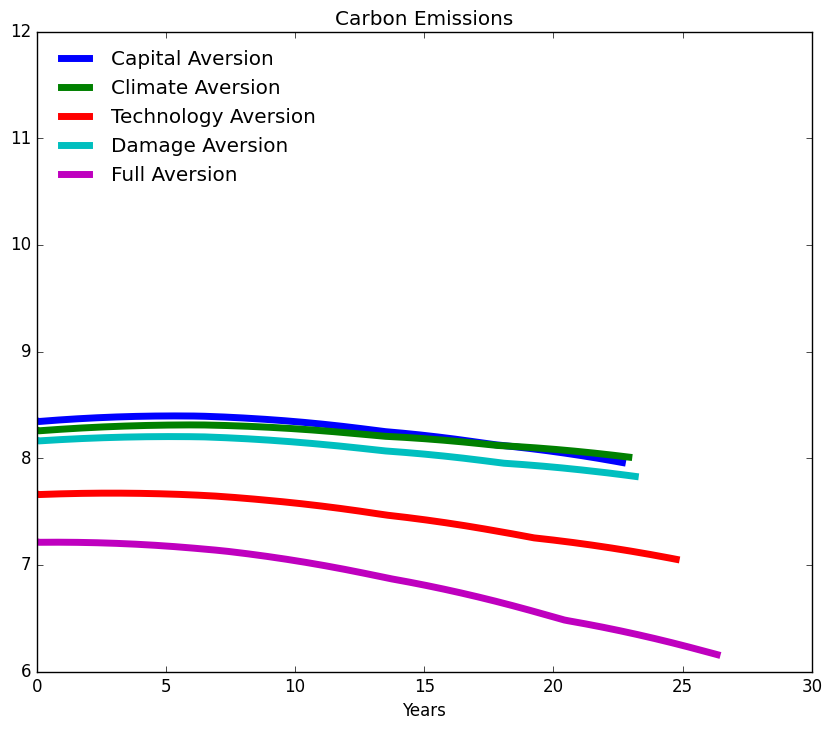 Carbon Emissions
12
11
10
9
8
7
6
Capital Aversion
Climate Aversion
Technology Aversion
Damage Aversion
Full Aversion
0 5 10 15 20 25 30
Years